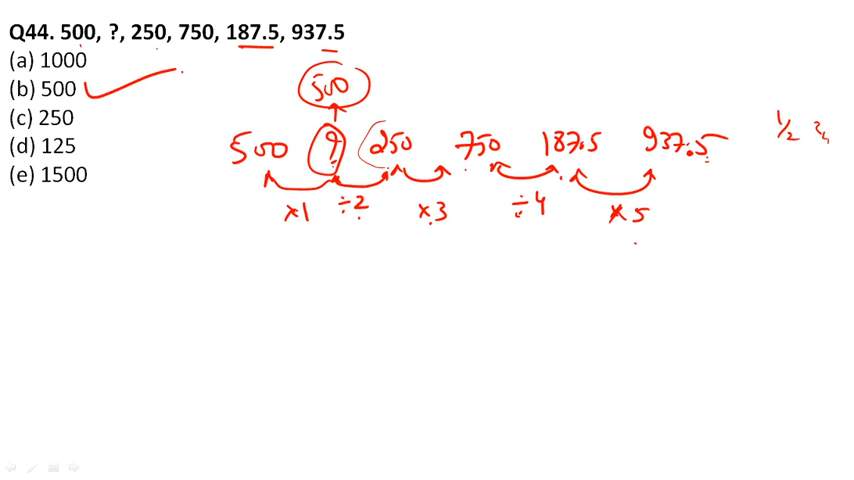 Q44. 500, ?, 250, 750, 187.5, 937.5
(a) 1000
(b) 500
(c) 250
(d) 125
(e) 1500
500
500 ? 250 750 187.5 937.5
×1 ÷2 ×3 ÷4 ×5
1/2